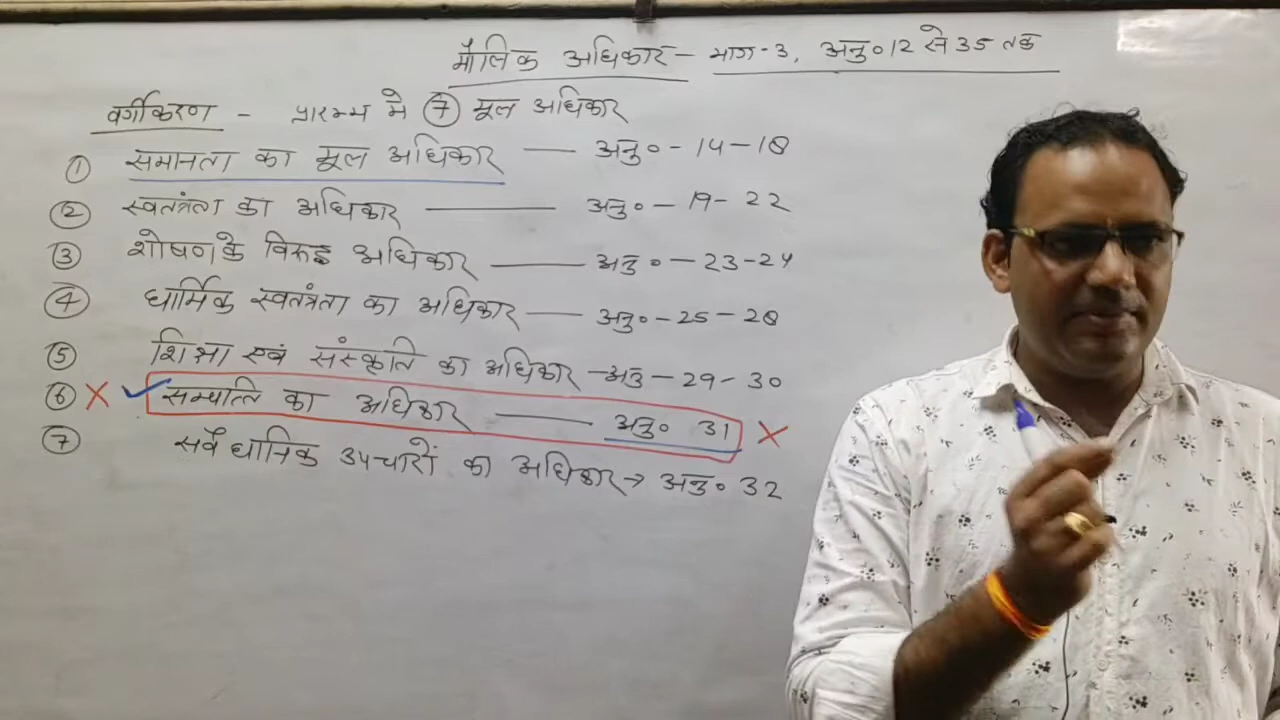 मौलिक अधिकार - भाग-3, अनु० 12 से 35 तक
वर्गीकरण - प्रारम्भ मे 7 मूल अधिकार
1 समानता का मूल अधिकार — अनु० - 14 - 18
2 स्वतंत्रता का अधिकार — अनु० - 19 - 22
3 शोषण के विरूद्ध अधिकार — अनु० - 23 - 24
4 धार्मिक स्वतंत्रता का अधिकार — अनु० - 25 - 28
5 शिक्षा एवं संस्कृति का अधिकार - अनु - 29 - 30
6 सम्पत्ति का अधिकार — अनु० 31
7 सवैधानिक उपचारों का अधिकार → अनु० 32